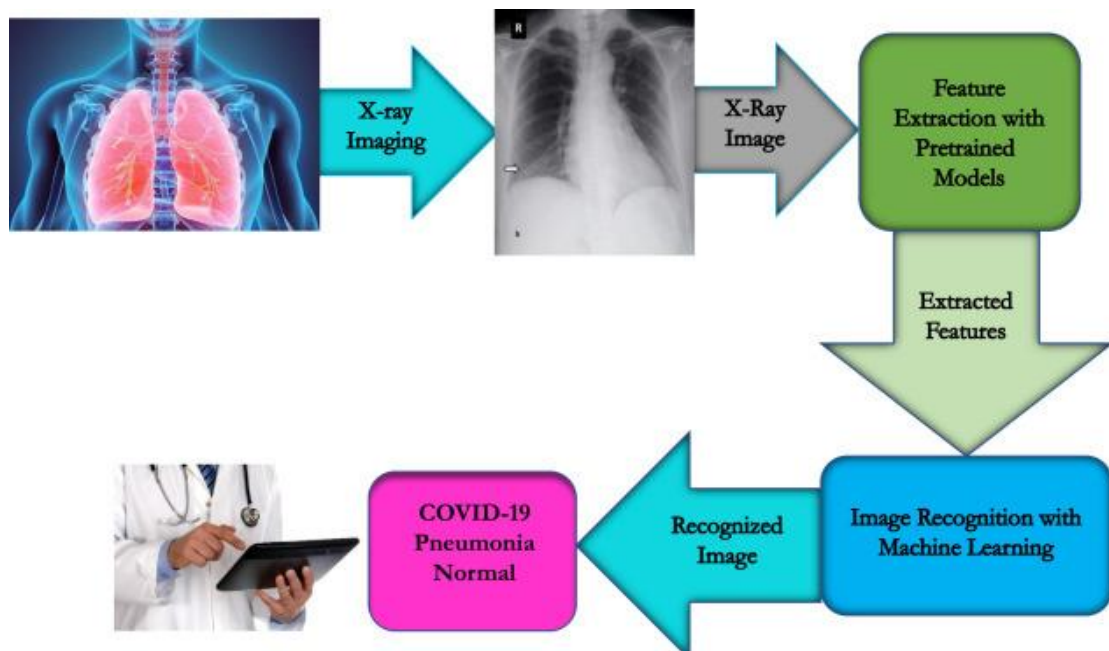 X-ray
Imaging
R
X-Ray
Image
Feature
Extraction with
Pretrained
Models
Extracted
Features
Image Recognition with
Machine Learning
Recognized
Image
COVID-19
Pneumonia
Normal